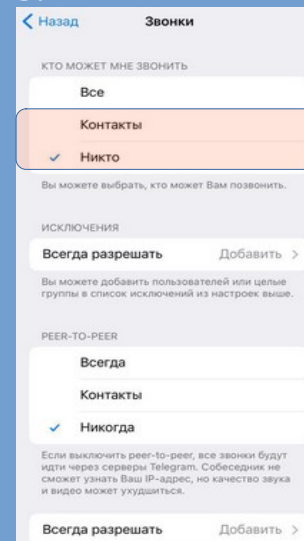 Назад Звонки
КТО МОЖЕТ МНЕ ЗВОНИТЬ
Все
Контакты
Никто
Вы можете выбрать, кто может Вам позвонить.
ИСКЛЮЧЕНИЯ
Всегда разрешать Добавить
Вы можете добавить пользователей или целые
группы в список исключений из настроек выше.
PEER-TO-PEER
Всегда
Контакты
Никогда
Если выключить peer-to-peer, все звонки будут
идти через серверы Telegram. Собеседник не
сможет узнать Ваш IP-адрес, но качество звука
и видео может ухудшиться.
Всегда разрешать Добавить